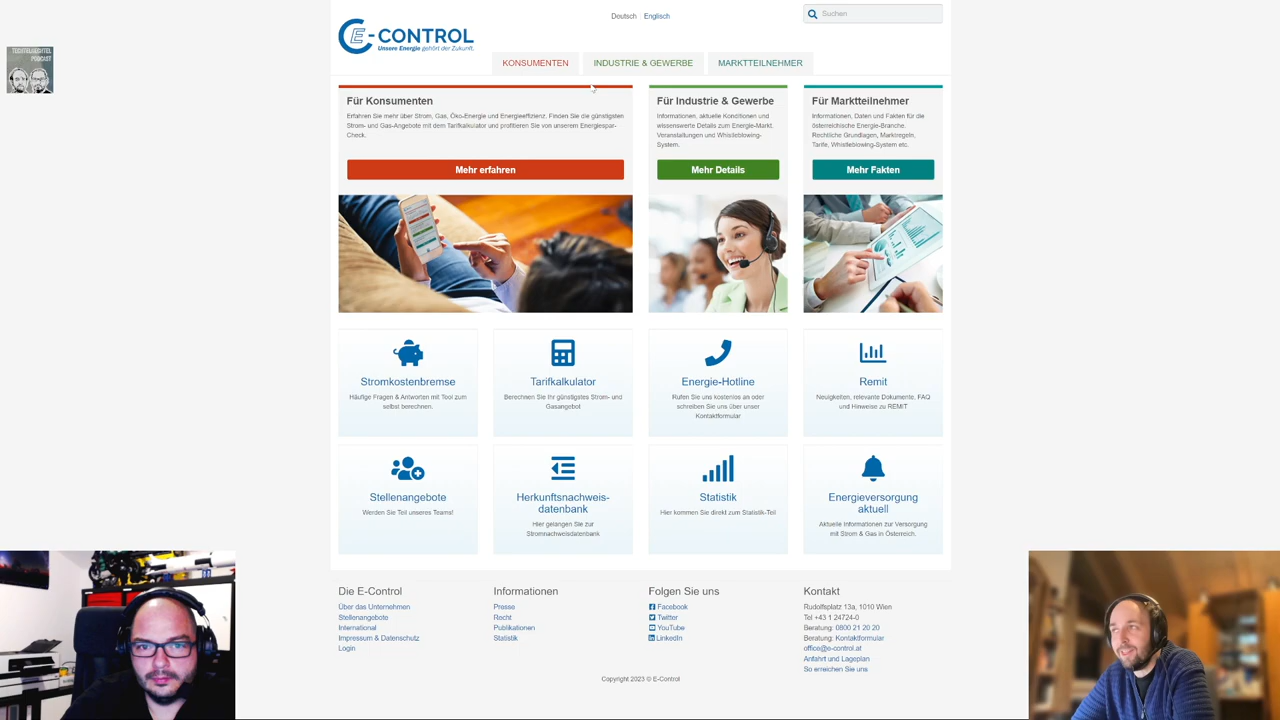 TECHTELMECHTEL
PODCAST
Deutsch | Englisch
Suchen
E-CONTROL
Unsere Energie gehört der Zukunft.
KONSUMENTEN
INDUSTRIE & GEWERBE
MARKTTEILNEHMER
Für Konsumenten
Erfahren Sie mehr über Strom, Gas, Öko-Energie und Energieeffizienz. Finden Sie die günstigsten
Strom- und Gas-Angebote mit dem Tarifkalkulator und profitieren Sie von unserem Energiespar-
Check.
Mehr erfahren
Für Industrie & Gewerbe
Informationen, aktuelle Konditionen und
wissenswerte Details zum Energie-Markt.
Veranstaltungen und Whistleblowing-
System.
Mehr Details
Für Marktteilnehmer
Informationen, Daten und Fakten für die
österreichische Energie-Branche.
Rechtliche Grundlagen, Marktregeln,
Tarife, Whistleblowing-System etc.
Mehr Fakten
Stromkostenbremse
Häufige Fragen & Antworten mit Tool zum
selbst berechnen.
Tarifkalkulator
Berechnen Sie Ihr günstigstes Strom- und
Gasangebot
Energie-Hotline
Rufen Sie uns kostenlos an oder
schreiben Sie uns über unser
Kontaktformular
Remit
Neuigkeiten, relevante Dokumente, FAQ
und Hinweise zu REMIT
Stellenangebote
Werden Sie Teil unseres Teams!
Herkunftsnachweis-
datenbank
Hier gelangen Sie zur
Stromnachweisdatenbank
Statistik
Hier kommen Sie direkt zum Statistik-Teil
Energieversorgung
aktuell
Aktuelle Informationen zur Versorgung
mit Strom & Gas in Österreich.
Die E-Control
Über das Unternehmen
Stellenangebote
International
Impressum & Datenschutz
Login
Informationen
Presse
Recht
Publikationen
Statistik
Folgen Sie uns
Facebook
Twitter
YouTube
LinkedIn
Kontakt
Rudolfsplatz 13a, 1010 Wien
Tel +43 1 24724-0
Beratung: 0800 21 20 20
Beratung: Kontaktformular
office@e-control.at
Anfahrt und Lageplan
So erreichen Sie uns
Copyright 2023 © E-Control